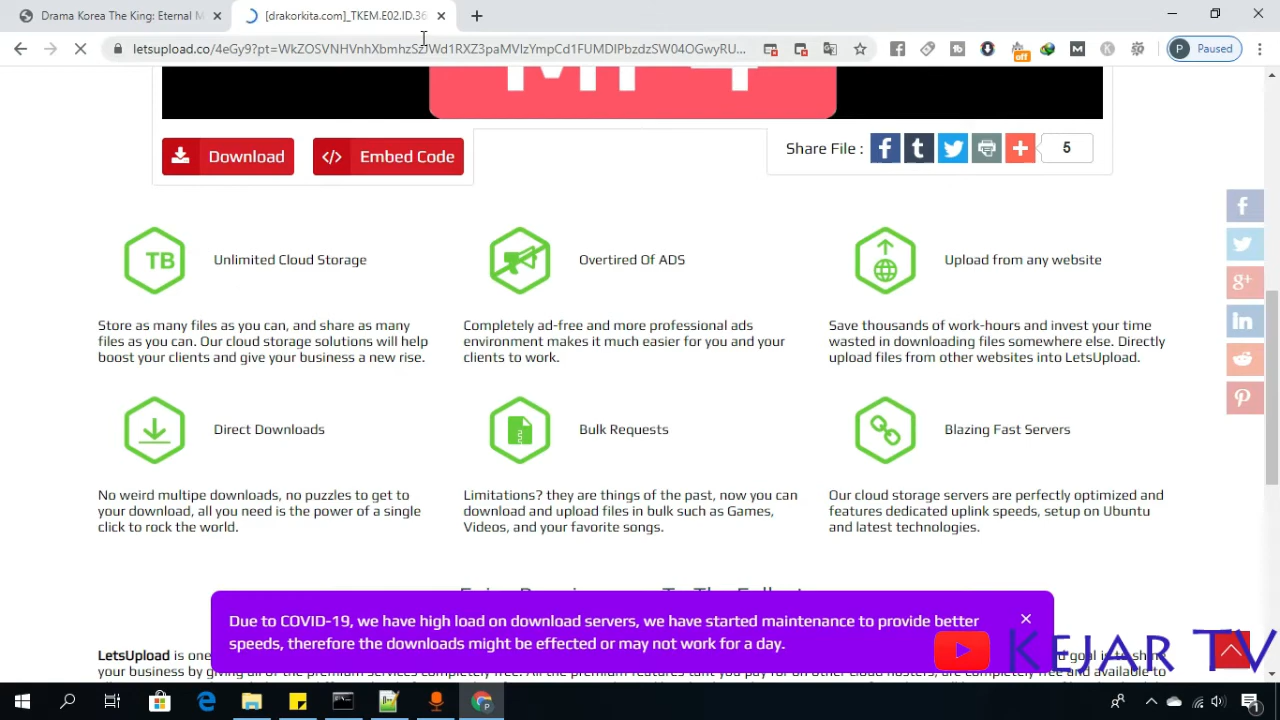 Drama Korea The King: Eternal M
[drakorkita.com]_TKEM.E02.ID.36
Paused
MP4
Download
Embed Code
Share File :
5
Unlimited Cloud Storage
Overtired Of ADS
Upload from any website
Store as many files as you can, and share as many
files as you can. Our cloud storage solutions will help
boost your clients and give your business a new rise.
Completely ad-free and more professional ads
environment makes it much easier for you and your
clients to work.
Save thousands of work-hours and invest your time
wasted in downloading files somewhere else. Directly
upload files from other websites into LetsUpload.
Direct Downloads
Bulk Requests
Blazing Fast Servers
No weird multipe downloads, no puzzles to get to
your download, all you need is the power of a single
click to rock the world.
Limitations? they are things of the past, now you can
download and upload files in bulk such as Games,
Videos, and your favorite songs.
Our cloud storage servers are perfectly optimized and
features dedicated uplink speeds, setup on Ubuntu
and latest technologies.
Due to COVID-19, we have high load on download servers, we have started maintenance to provide better
speeds, therefore the downloads might be effected or may not work for a day.
KEJAR TV
LetsUpload is one
your business by